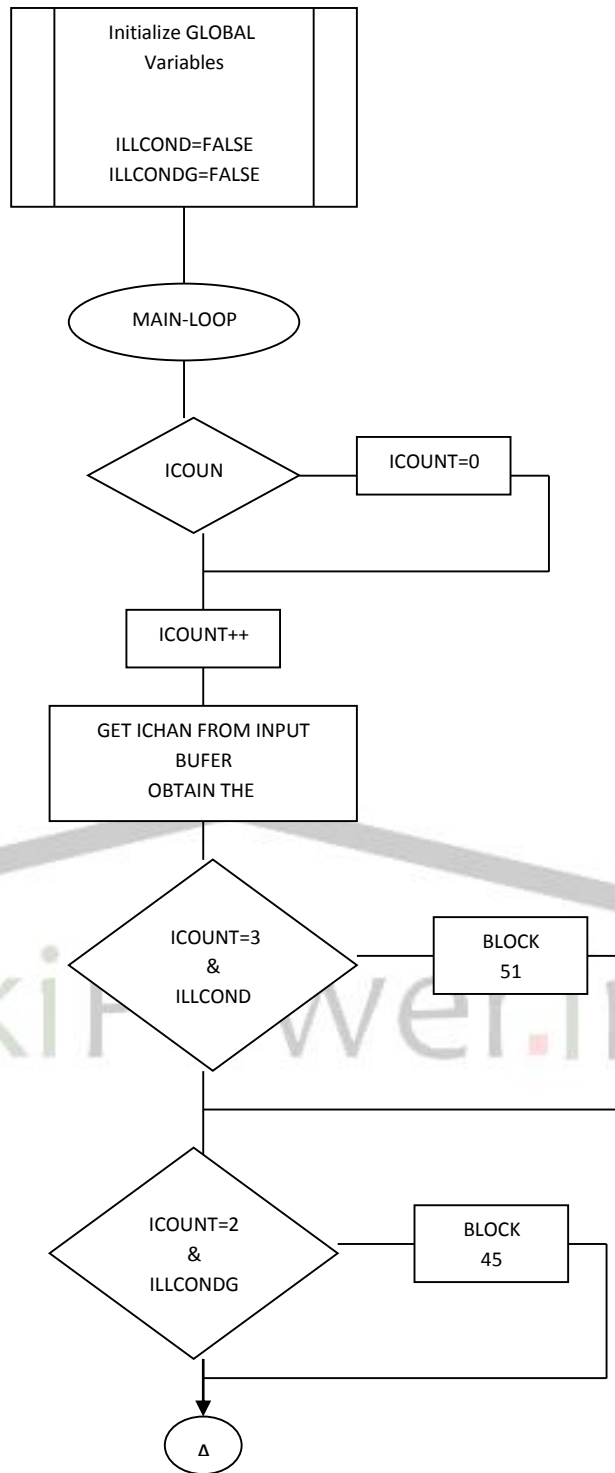 Initialize GLOBAL
Variables
ILLCOND=FALSE
ILLCONDG=FALSE
MAIN-LOOP
ICOUN
ICOUNT=0
ICOUNT++
GET ICHAN FROM INPUT
BUFER
OBTAIN THE
ICOUNT=3
&
ILLCOND
BLOCK
51
ICOUNT=2
&
ILLCONDG
BLOCK
45